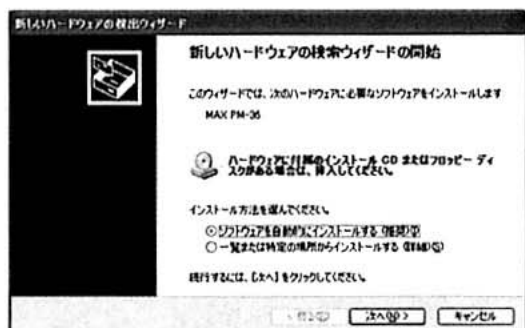 新しいハードウェアの検出ウィザード
新しいハードウェアの検索ウィザードの開始
このウィザードでは、次のハードウェアに必要なソフトウェアをインストールします
MAX PM-36
ハードウェアに付属のインストール CD またはフロッピー ディ
スクがある場合は、挿入してください。
インストール方法を選んでください。
ソフトウェアを自動的にインストールする (推奨)(I)
一覧または特定の場所からインストールする (詳細)(S)
続行するには、[次へ] をクリックしてください。
< 戻る(B) 次へ(N) > キャンセル